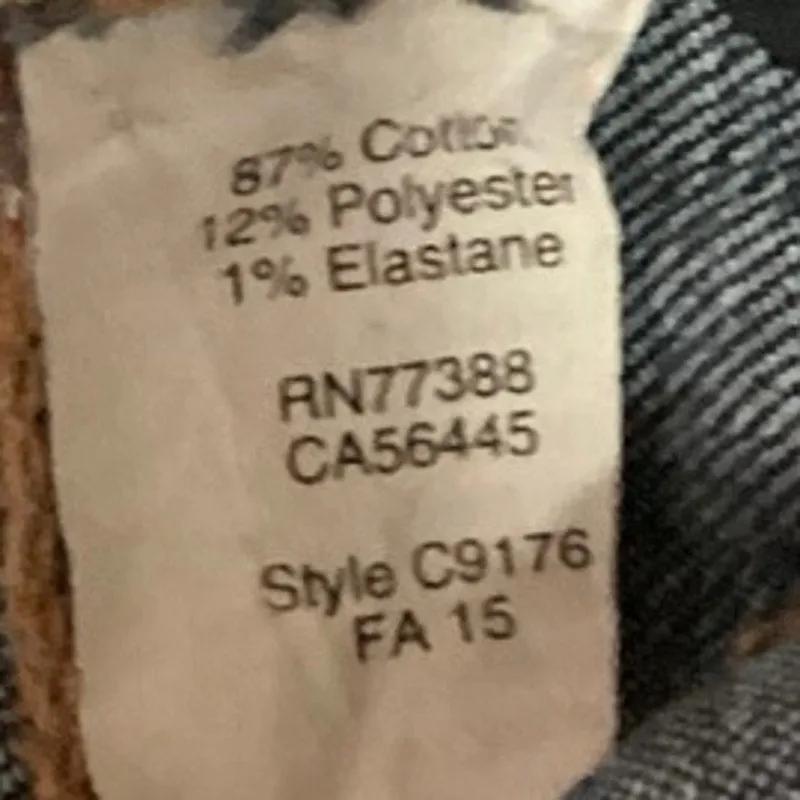 87% Cotton
12% Polyester
1% Elastane
RN77388
CA56445
Style C9176
FA 15